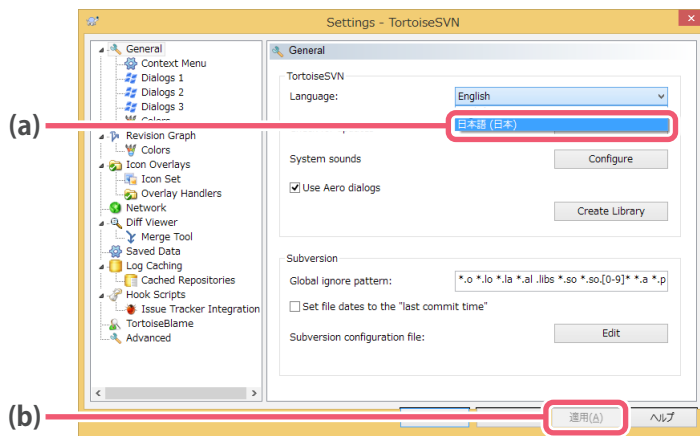 Settings - TortoiseSVN
General
Context Menu
Dialogs 1
Dialogs 2
Dialogs 3
Revision Graph
Colors
Icon Overlays
Icon Set
Overlay Handlers
Network
Diff Viewer
Merge Tool
Saved Data
Log Caching
Cached Repositories
Hook Scripts
Issue Tracker Integration
TortoiseBlame
Advanced
General
TortoiseSVN
Language:
English
(a)
日本語 (日本)
System sounds
Configure
Use Aero dialogs
Create Library
Subversion
Global ignore pattern:
*.o *.lo *.la *.al .libs *.so *.so.[0-9]* *.a *.p
Set file dates to the "last commit time"
Subversion configuration file:
Edit
(b)
適用(A)
ヘルプ